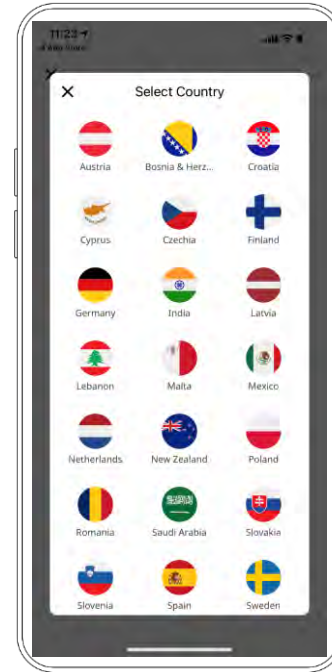 11:23
Select Country
Austria Bosnia & Herz... Croatia
Cyprus Czechia Finland
Germany India Latvia
Lebanon Malta Mexico
Netherlands New Zealand Poland
Romania Saudi Arabia Slovakia
Slovenia Spain Sweden